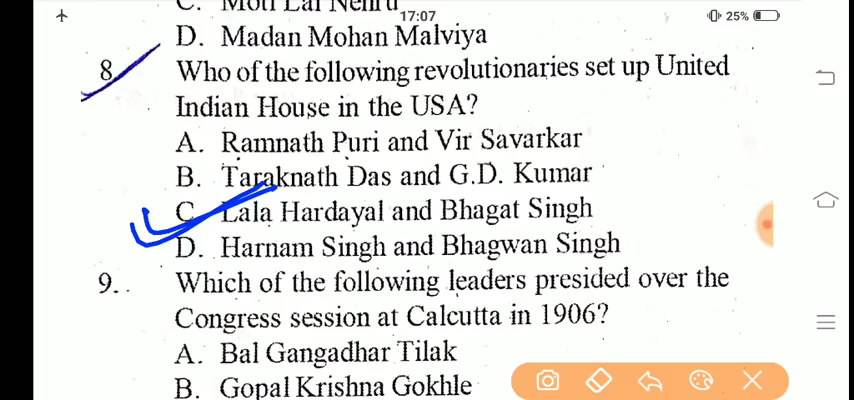 C. Moti Lal Nehru
17:07
25%
D. Madan Mohan Malviya
8. Who of the following revolutionaries set up United
Indian House in the USA?
A. Ramnath Puri and Vir Savarkar
B. Taraknath Das and G.D. Kumar
C. Lala Hardayal and Bhagat Singh
D. Harnam Singh and Bhagwan Singh
9. Which of the following leaders presided over the
Congress session at Calcutta in 1906?
A. Bal Gangadhar Tilak
B. Gopal Krishna Gokhle